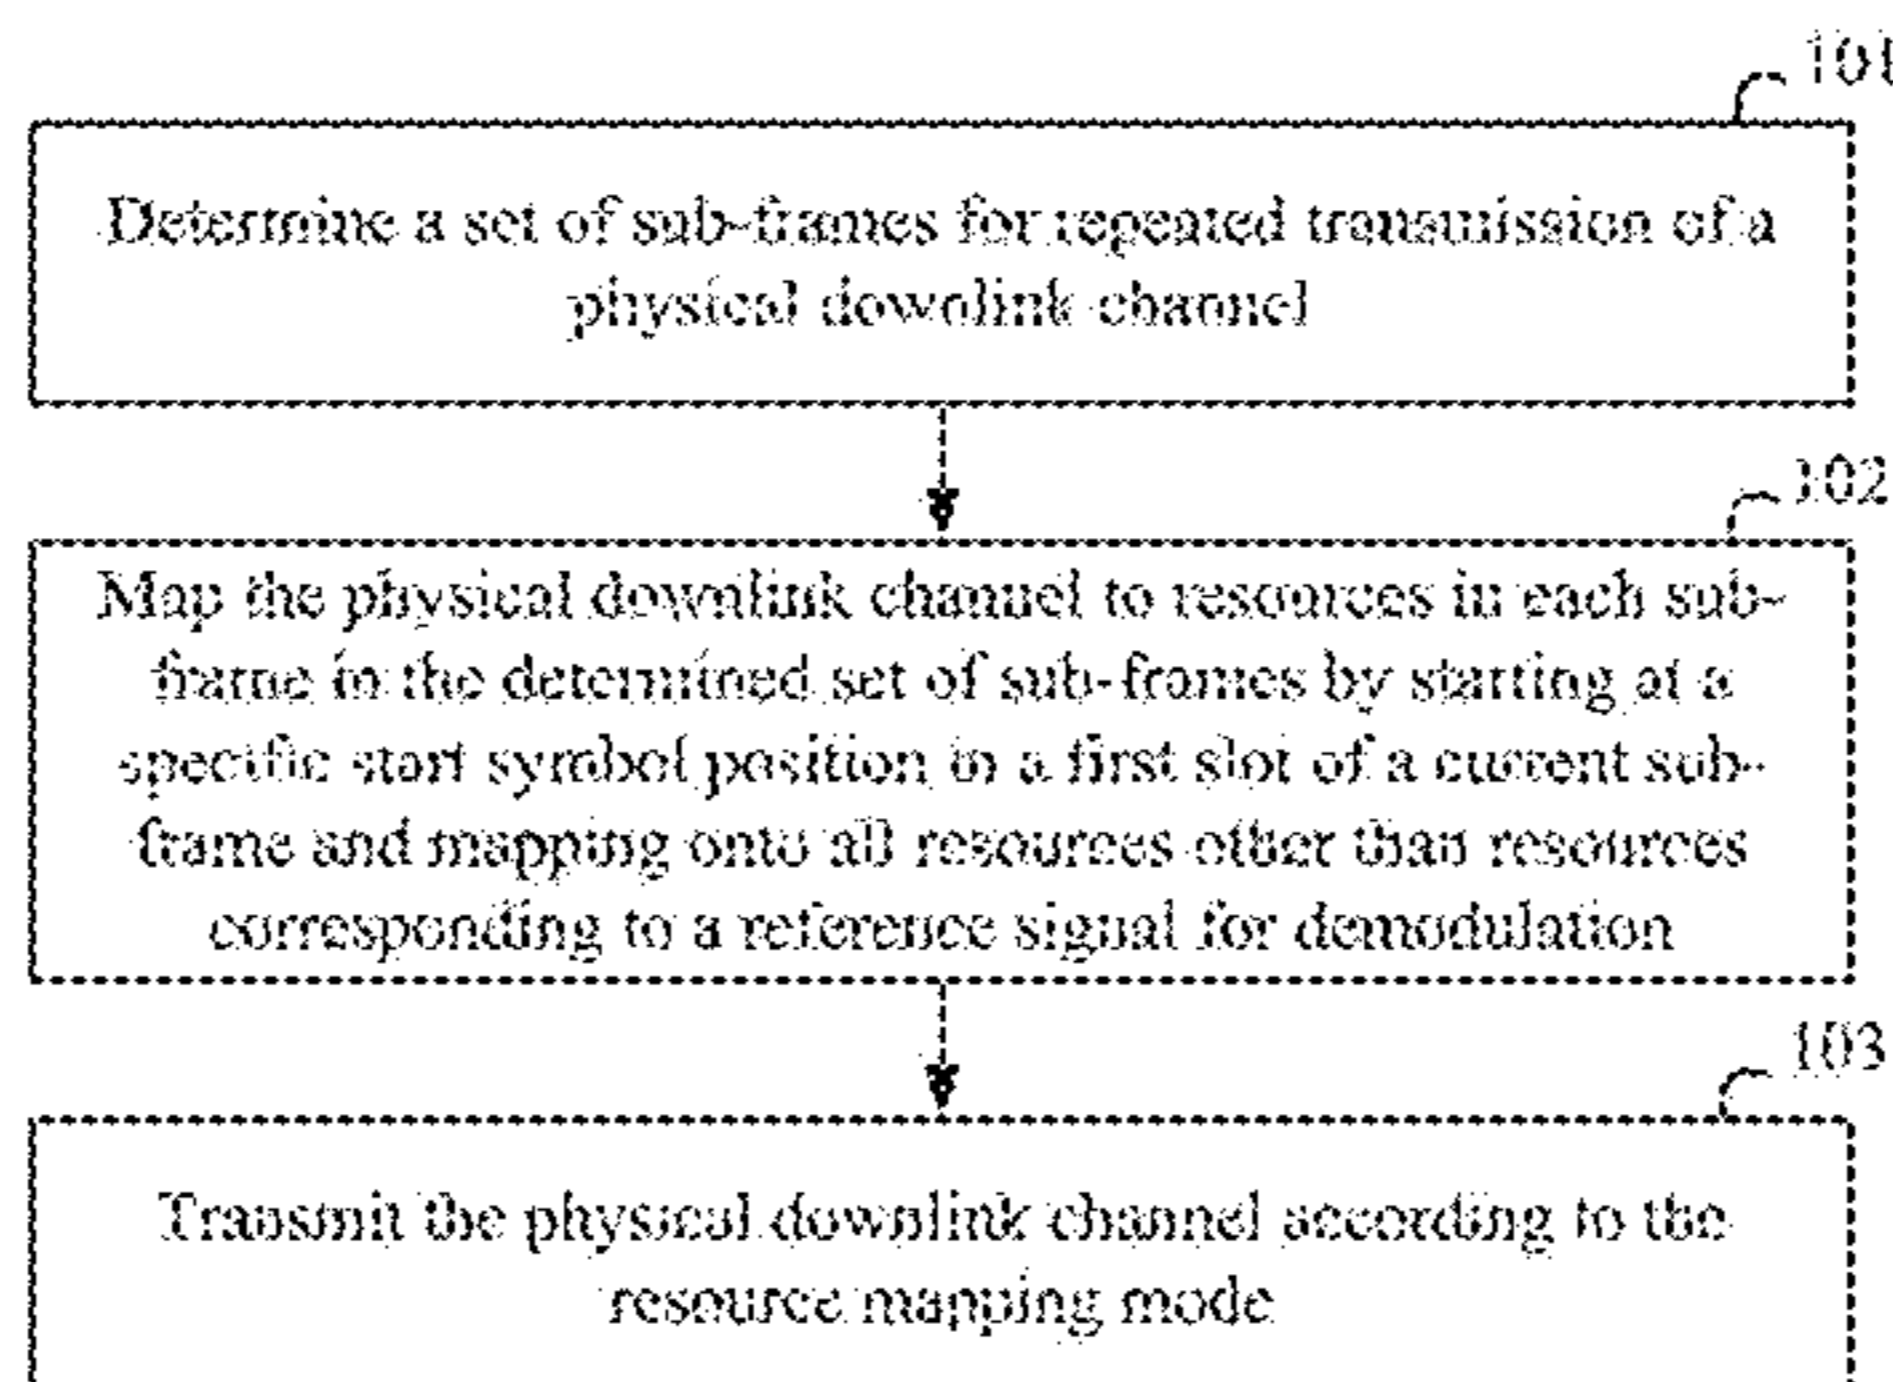 101
Determine a set of sub-frames for repeated transmission of a
physical downlink channel
102
Map the physical downlink channel to resources in each sub-
frame in the determined set of sub-frames by starting at a
specific start symbol position in a first slot of a current sub-
frame and mapping onto all resources other than resources
corresponding to a reference signal for demodulation
103
Transmit the physical downlink channel according to the
resource mapping mode